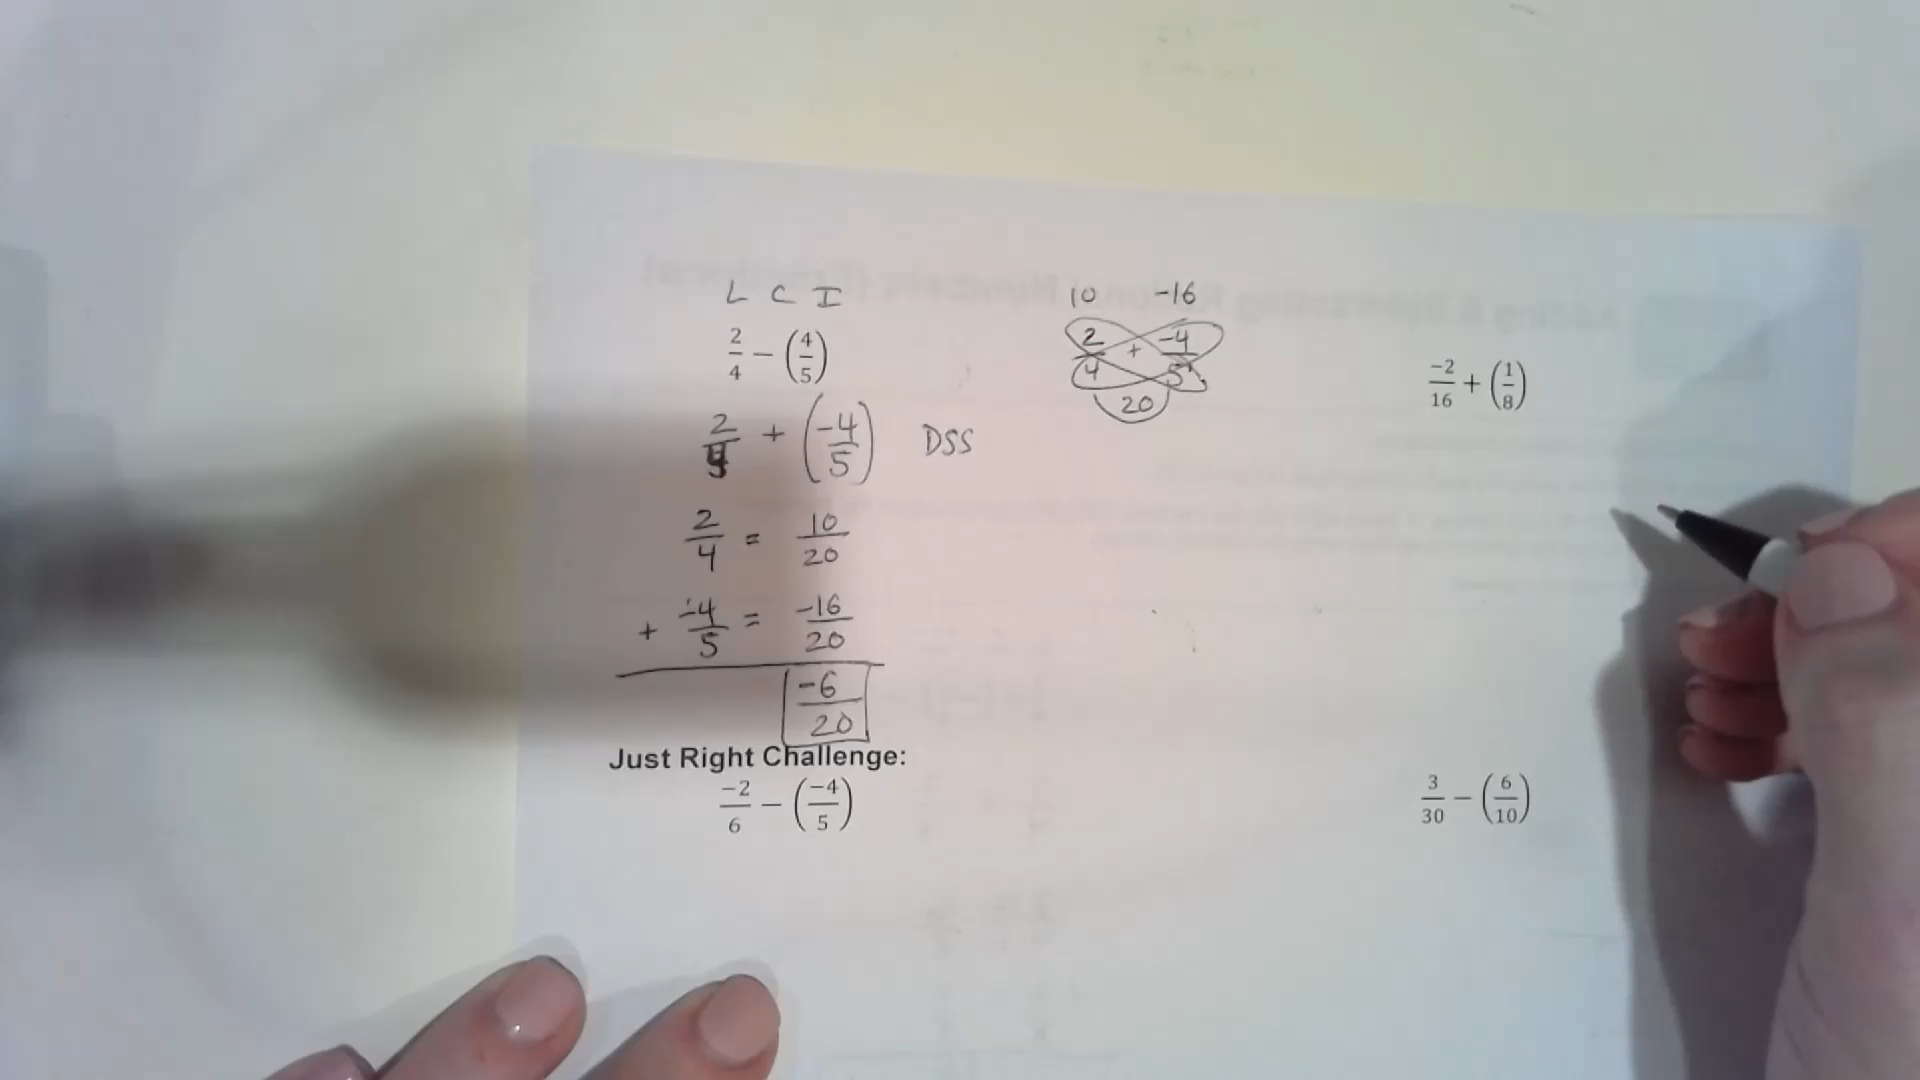 L C I
2/4 − (4/5)
2/4 + (-4/5) DSS
2/4 = 10/20
+ -4/5 = -16/20
-6/20
10 -16
2/4 + -4/5
20
−2/16 + (1/8)
Just Right Challenge:
−2/6 − (−4/5)
3/30 − (6/10)